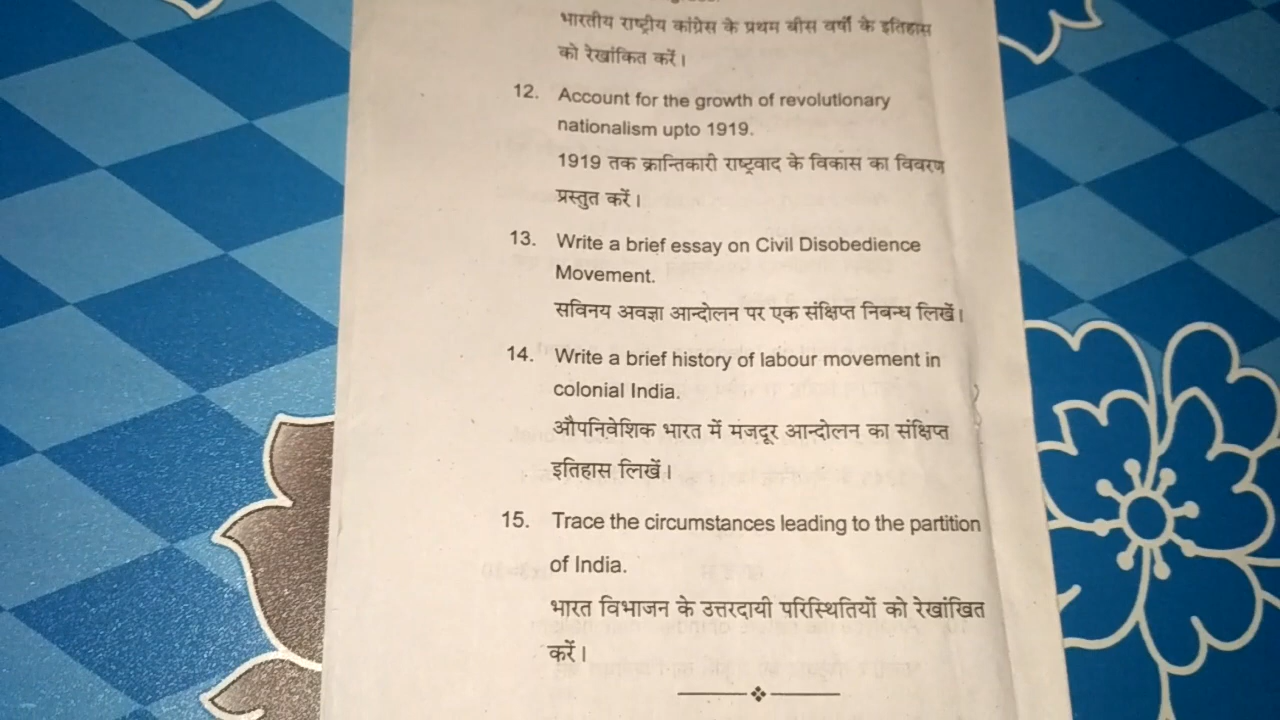 भारतीय राष्ट्रीय कांग्रेस के प्रथम बीस वर्षों के इतिहास
को रेखांकित करें।
12. Account for the growth of revolutionary
nationalism upto 1919.
1919 तक क्रान्तिकारी राष्ट्रवाद के विकास का विवरण
प्रस्तुत करें।
13. Write a brief essay on Civil Disobedience
Movement.
सविनय अवज्ञा आन्दोलन पर एक संक्षिप्त निबन्ध लिखें।
14. Write a brief history of labour movement in
colonial India.
औपनिवेशिक भारत में मजदूर आन्दोलन का संक्षिप्त
इतिहास लिखें।
15. Trace the circumstances leading to the partition
of India.
भारत विभाजन के उत्तरदायी परिस्थितियों को रेखांखित
करें।